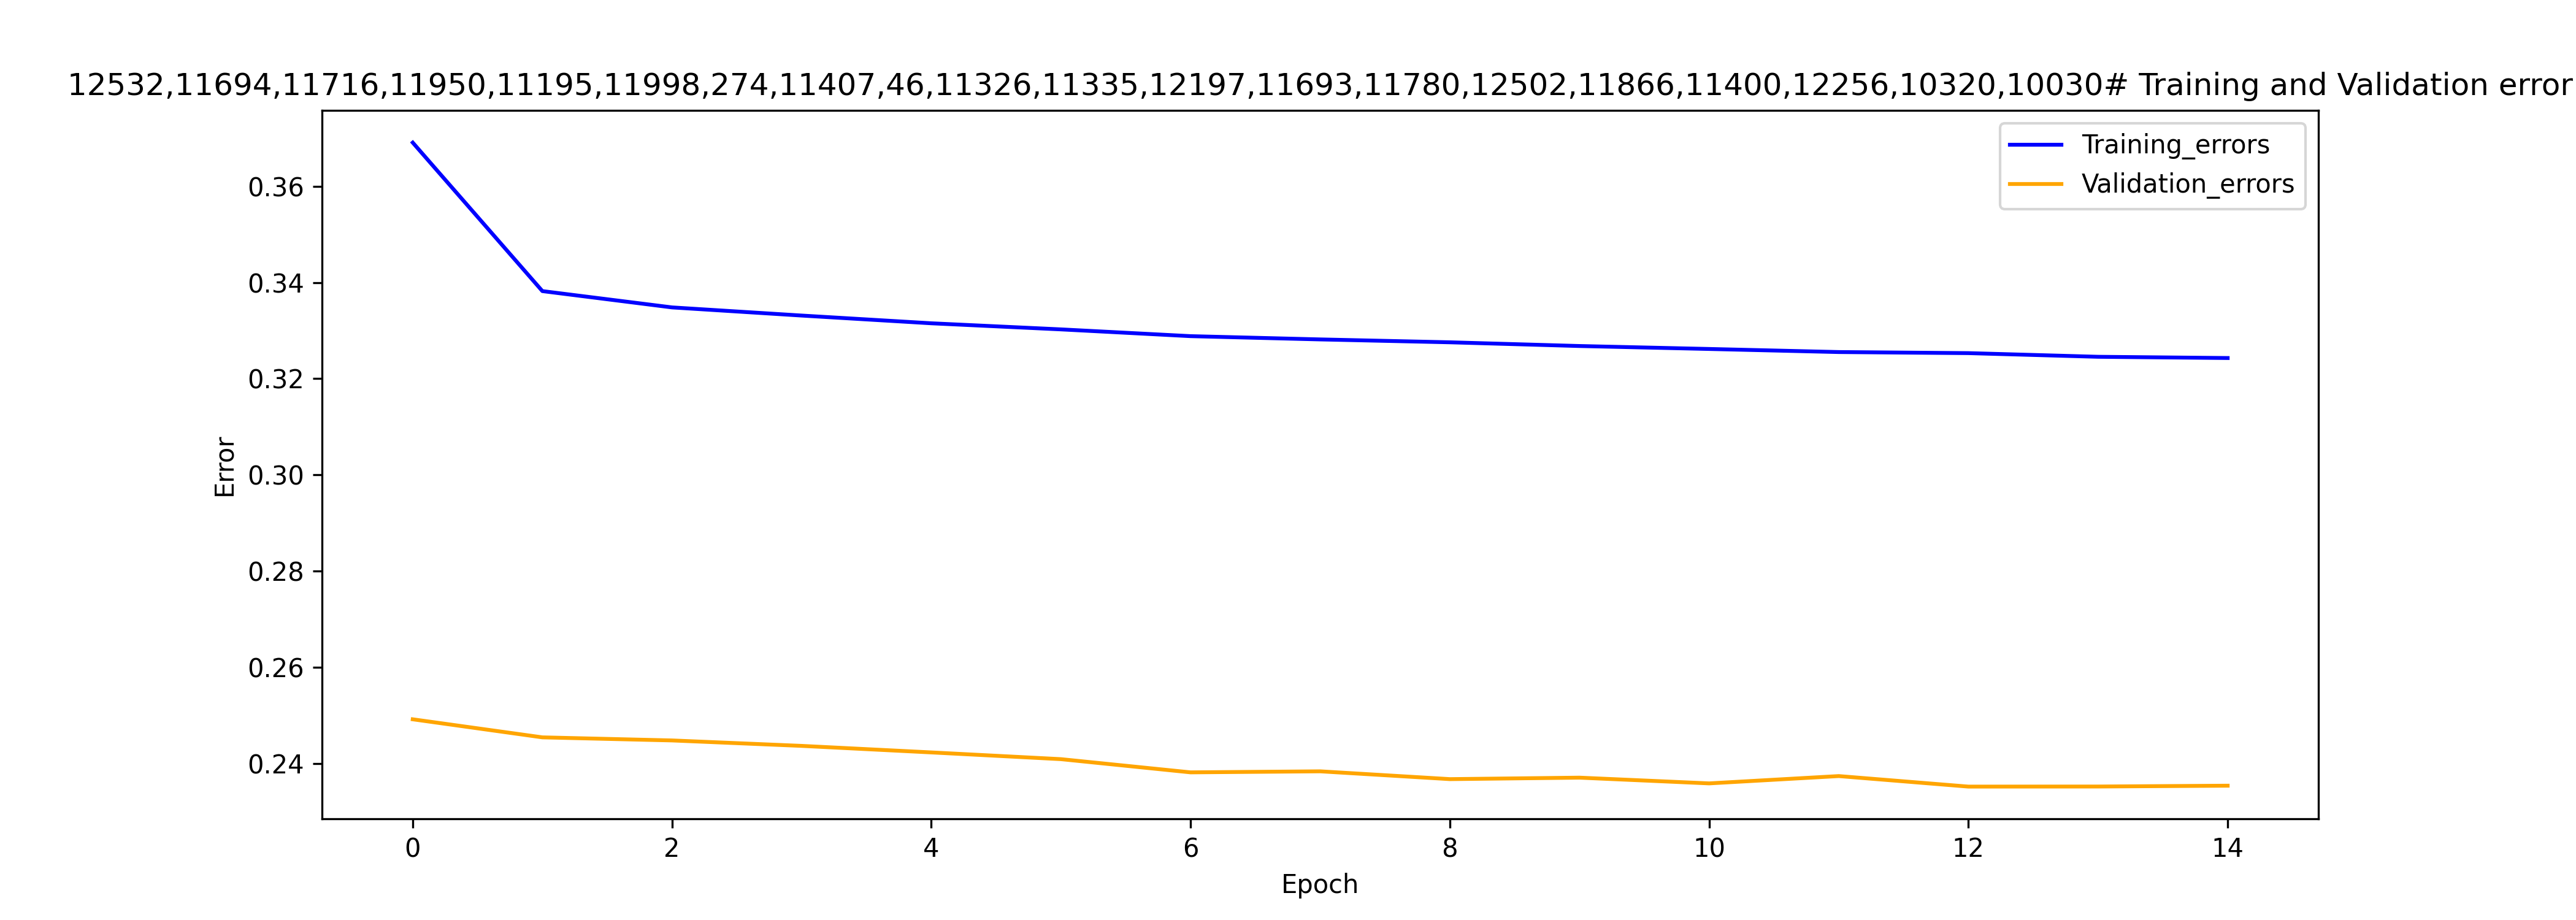 12532,11694,11716,11950,11195,11998,274,11407,46,11326,11335,12197,11693,11780,12502,11866,11400,12256,10320,10030# Training and Validation error
Training_errors
Validation_errors
0.36
0.34
0.32
0.30
0.28
0.26
0.24
Error
0 2 4 6 8 10 12 14
Epoch